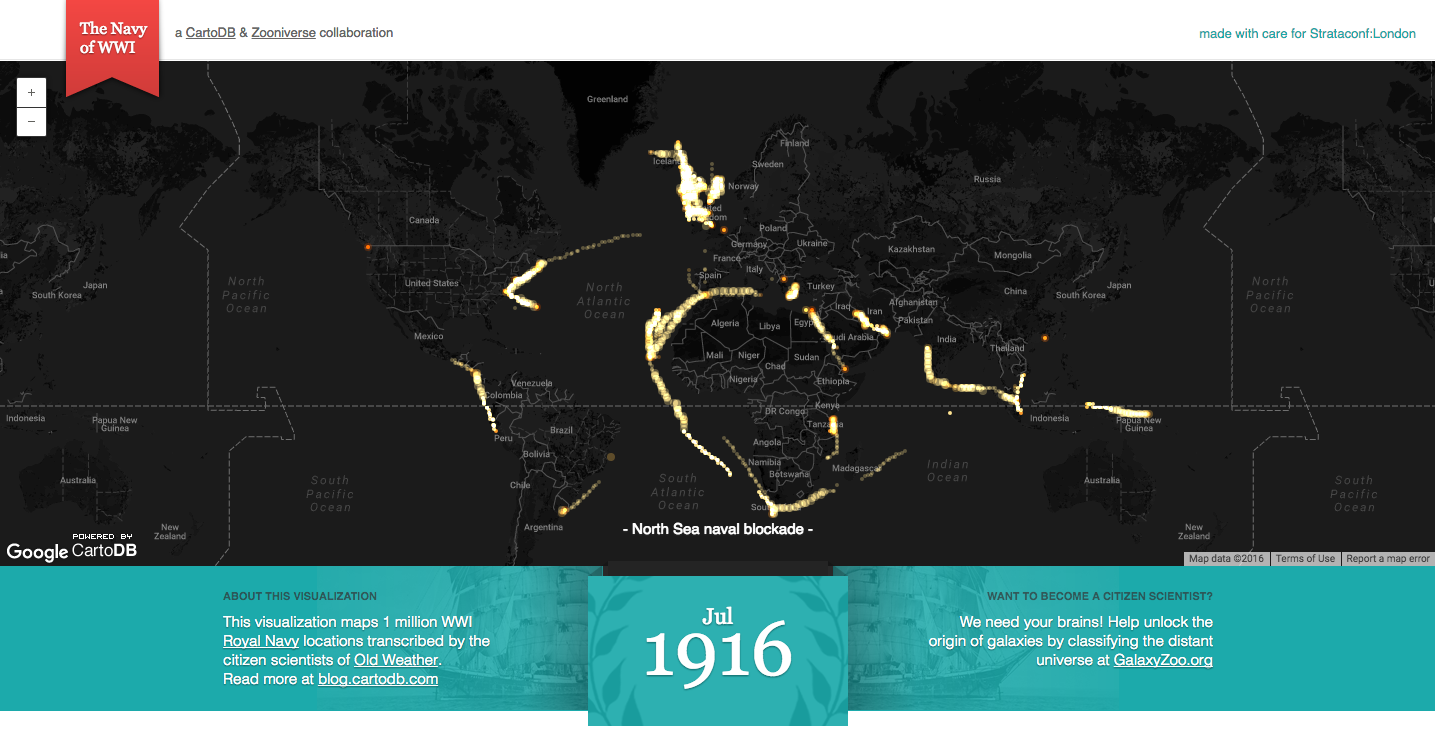 The Navy
of WWI
a CartoDB & Zooniverse collaboration
made with care for Strataconf:London
+
−
Greenland
Iceland
Finland
Sweden
Norway
Russia
Canada
Poland
Germany
Ukraine
Kazakhstan
Mongolia
France
Italy
Spain
Turkey
United States
North
Pacific
Ocean
North
Atlantic
Ocean
Japan
South Korea
China
South Korea
Japan
North
Pacific
Ocean
Afghanistan
Iraq
Iran
Pakistan
Algeria
Libya
Egypt
Saudi Arabia
India
Thailand
Mexico
Mali
Niger
Chad
Sudan
Nigeria
Ethiopia
Venezuela
Colombia
Kenya
DR Congo
Tanzania
Indonesia
Papua New
Guinea
Indonesia
Papua New
Guinea
Peru
Brazil
Bolivia
Angola
Namibia
Botswana
Madagascar
Indian
Ocean
Australia
South
Pacific
Ocean
Chile
South
Atlantic
Ocean
Australia
South
Pacific
Ocean
Argentina
New
Zealand
New
Zealand
- North Sea naval blockade -
POWERED BY
Google CartoDB
Map data ©2016 Terms of Use Report a map error
ABOUT THIS VISUALIZATION
This visualization maps 1 million WWI
Royal Navy locations transcribed by the
citizen scientists of Old Weather.
Read more at blog.cartodb.com
Jul
1916
WANT TO BECOME A CITIZEN SCIENTIST?
We need your brains! Help unlock the
origin of galaxies by classifying the distant
universe at GalaxyZoo.org